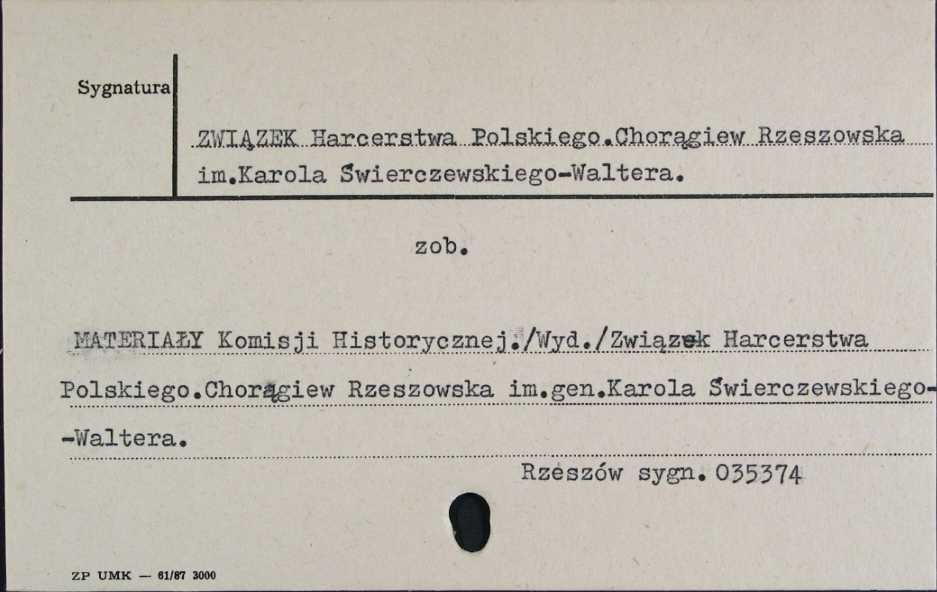 Sygnatura
ZWIĄZEK Harcerstwa Polskiego.Chorągiew Rzeszowska
im.Karola Świerczewskiego-Waltera.
zob.
MATERIAŁY Komisji Historycznej./Wyd./Związek Harcerstwa
Polskiego.Chorągiew Rzeszowska im.gen.Karola Świerczewskiego-
-Waltera.
Rzeszów sygn. 035374
ZP UMK — 61/87 3000